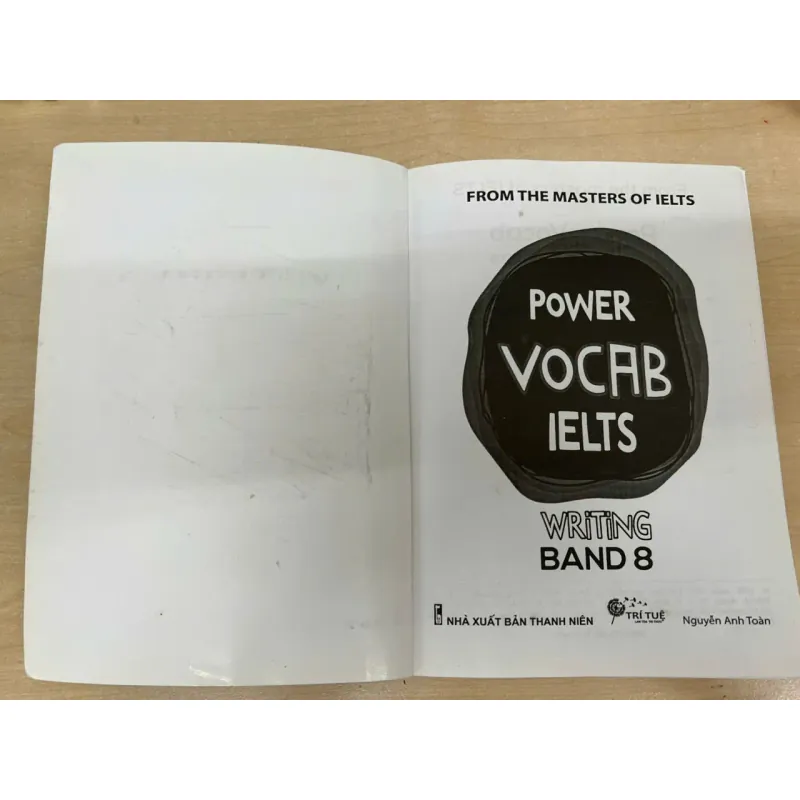 FROM THE MASTERS OF IELTS
POWER
VOCAB
IELTS
WRiTiNG
BAND 8
NHÀ XUẤT BẢN THANH NIÊN
TRÍ TUỆ
Nguyễn Anh Toàn